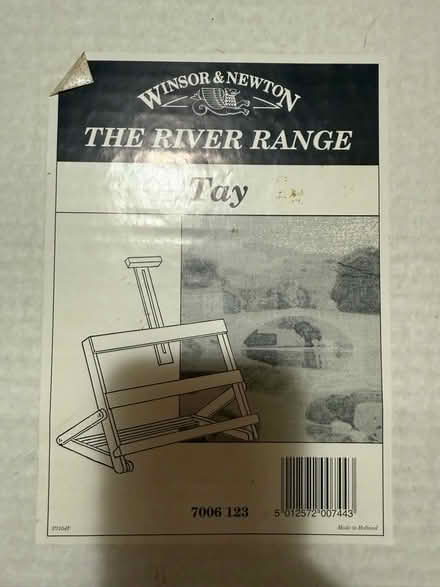 WINSOR & NEWTON
THE RIVER RANGE
Tay
7006 123
5 012572 007443
Made in Holland